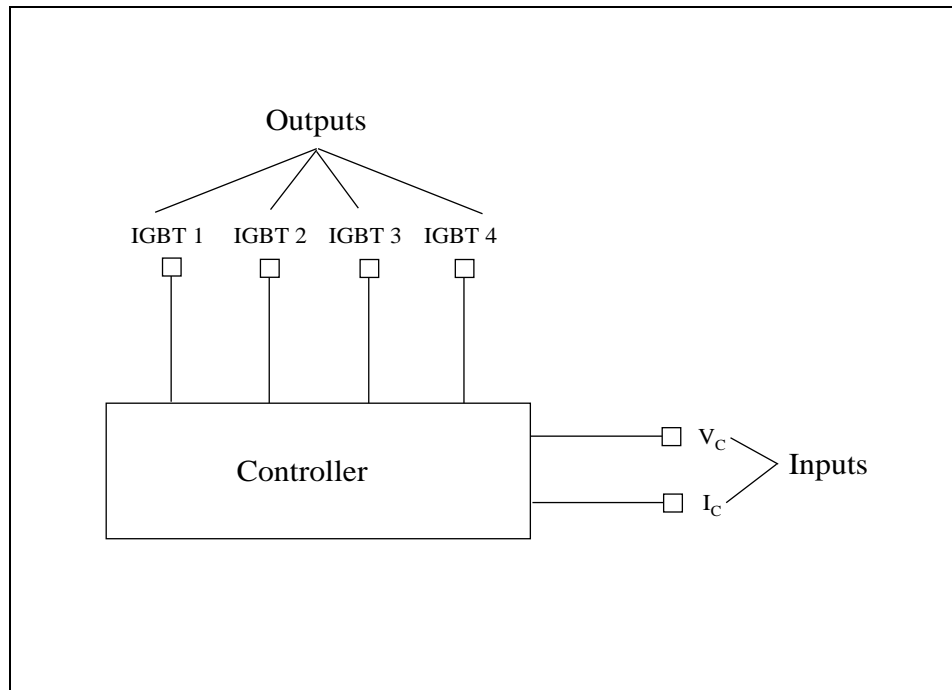 Outputs
IGBT 1 IGBT 2 IGBT 3 IGBT 4
V_C
Controller
Inputs
I_C